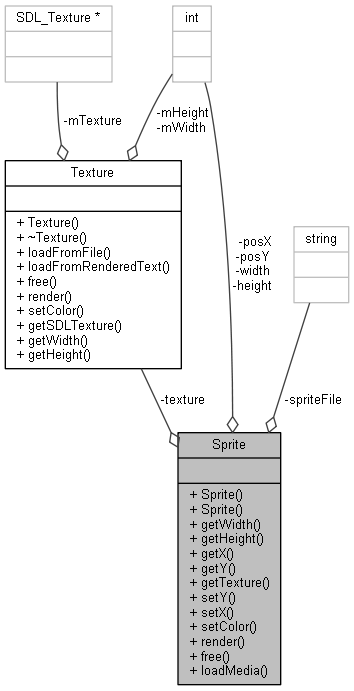 SDL_Texture *
int
-mTexture
-mHeight
-mWidth
Texture
+ Texture()
+ ~Texture()
+ loadFromFile()
+ loadFromRenderedText()
+ free()
+ render()
+ setColor()
+ getSDLTexture()
+ getWidth()
+ getHeight()
-posX
-posY
-width
-height
string
-texture
-spriteFile
Sprite
+ Sprite()
+ Sprite()
+ getWidth()
+ getHeight()
+ getX()
+ getY()
+ getTexture()
+ setY()
+ setX()
+ setColor()
+ render()
+ free()
+ loadMedia()